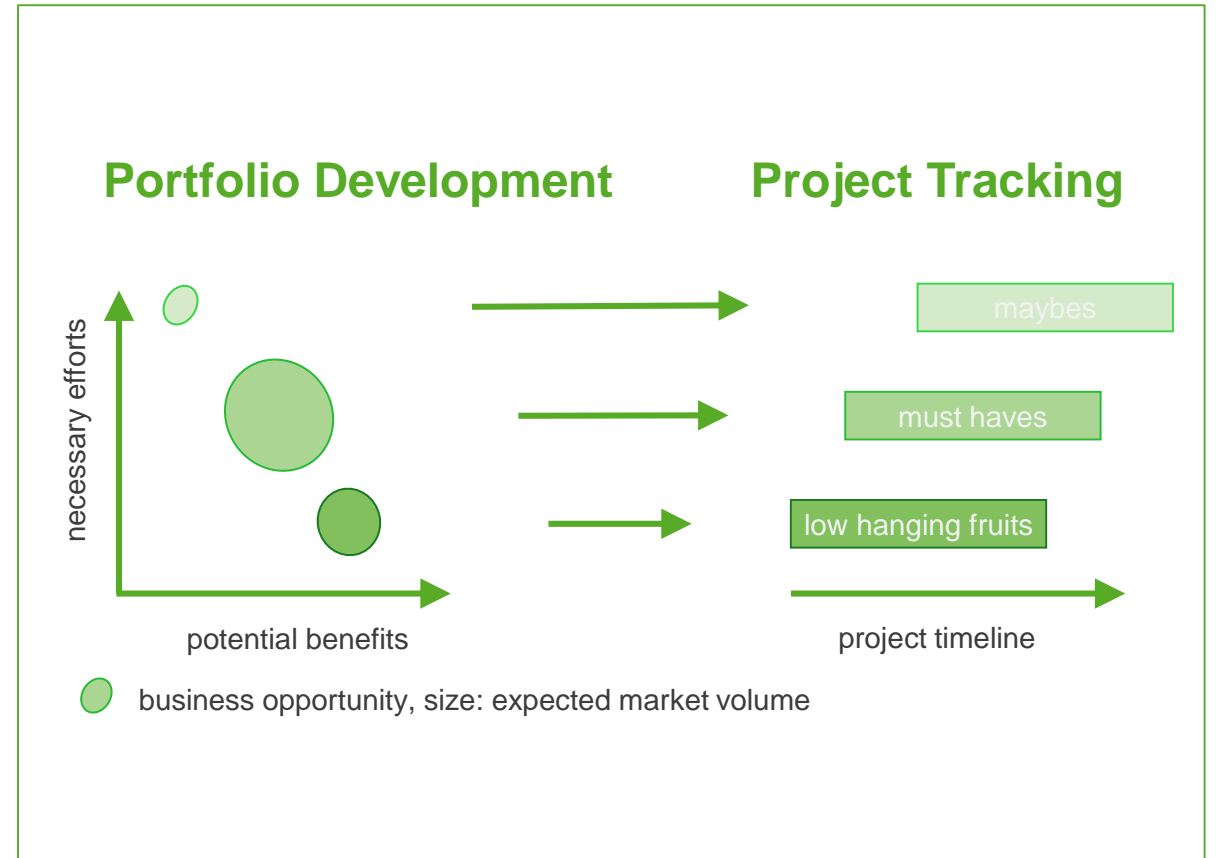 Portfolio Development
Project Tracking
necessary efforts
maybes
must haves
low hanging fruits
potential benefits
project timeline
business opportunity, size: expected market volume